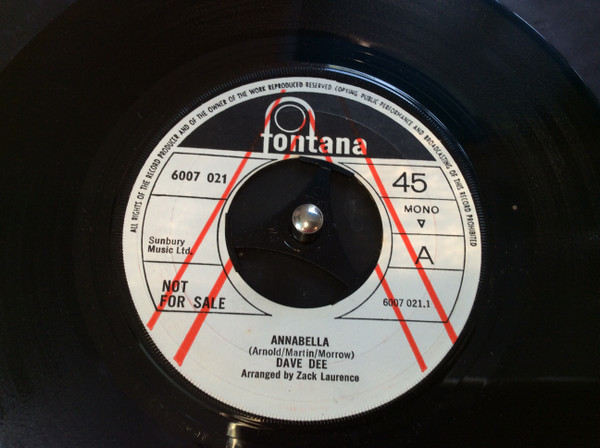 ALL RIGHTS OF THE RECORD PRODUCER AND OF THE OWNER OF THE WORK REPRODUCED RESERVED. COPYING, PUBLIC PERFORMANCE AND BROADCASTING OF THIS RECORD PROHIBITED
fontana
6007 021
45
MONO
A
Sunbury
Music Ltd.
NOT
FOR SALE
6007 021.1
ANNABELLA
(Arnold/Martin/Morrow)
DAVE DEE
Arranged by Zack Laurence